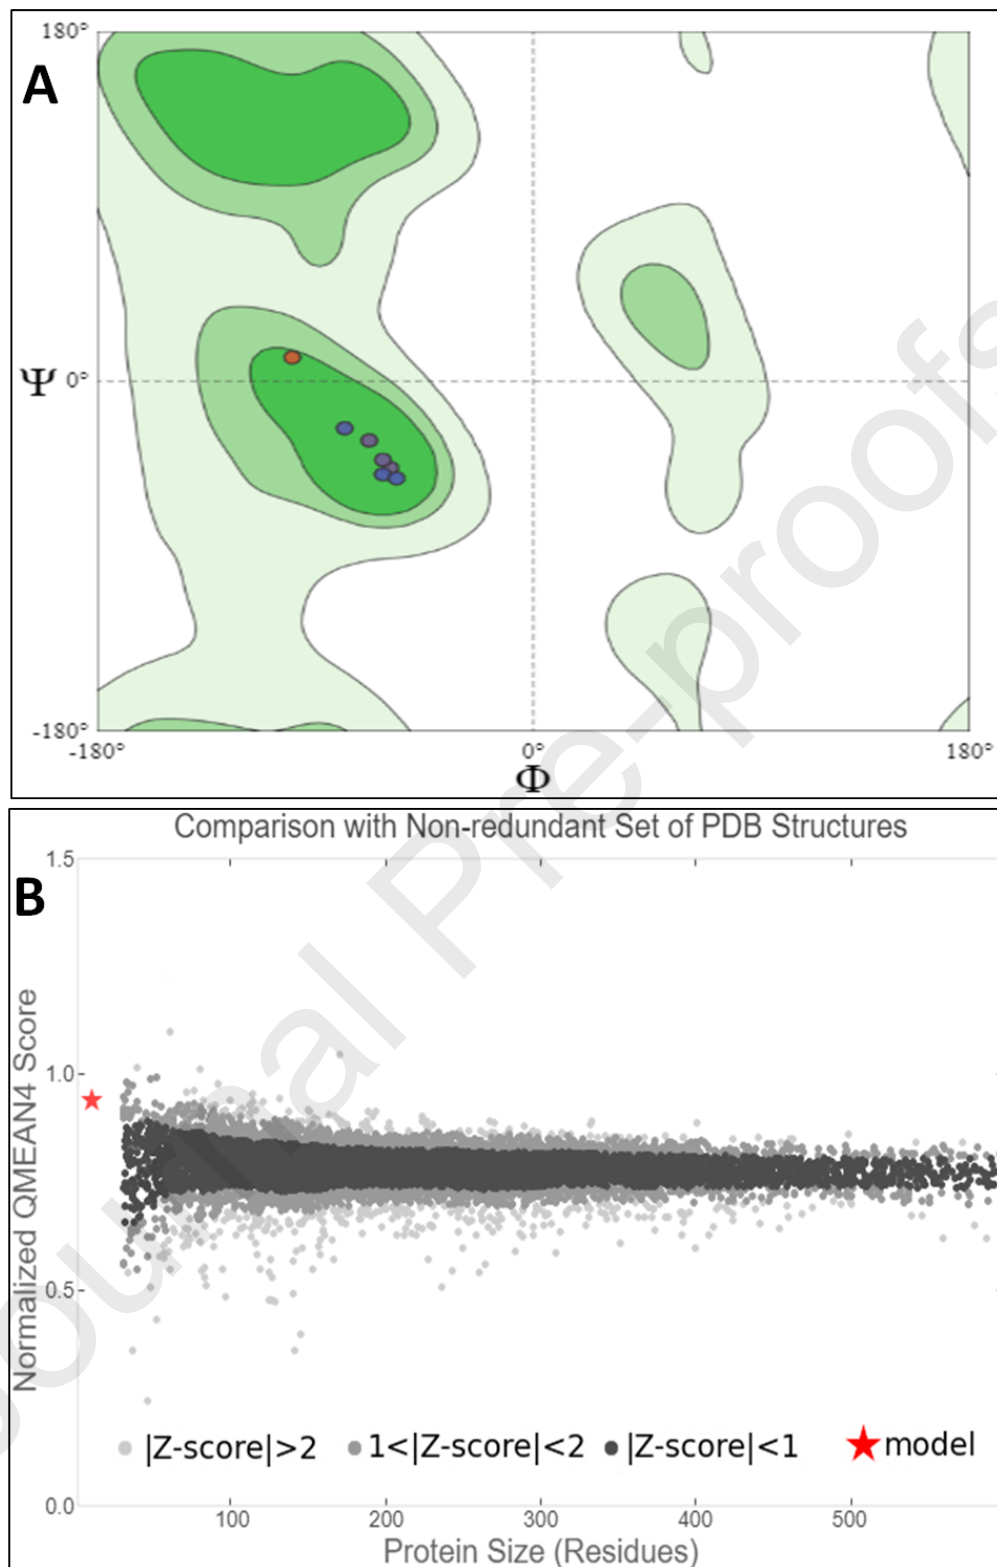 A
180°
Ψ 0°
-180°
-180° 0° 180°
Φ
Comparison with Non-redundant Set of PDB Structures
B
1.5
1.0
0.5
0.0
Normalized QMEAN4 Score
|Z-score|>2 1<|Z-score|<2 |Z-score|<1 model
100 200 300 400 500
Protein Size (Residues)
Journal Pre-proofs